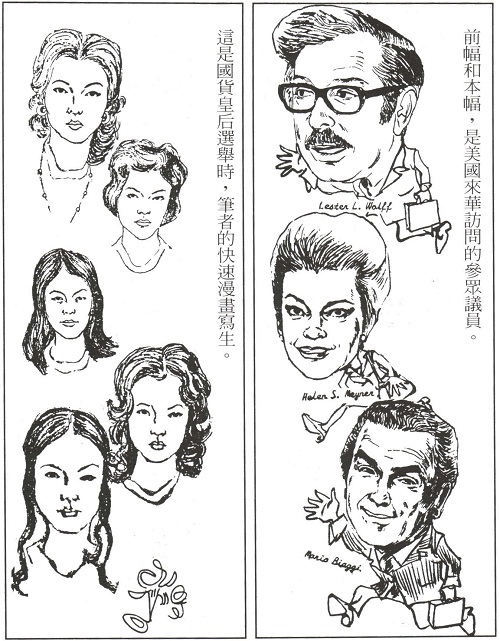 前幅和本幅，是美國來華訪問的參眾議員。
Lester L. Wolff
Helen S. Meyner
Mario Biaggi
這是國貨皇后選舉時，筆者的快速漫畫寫生。